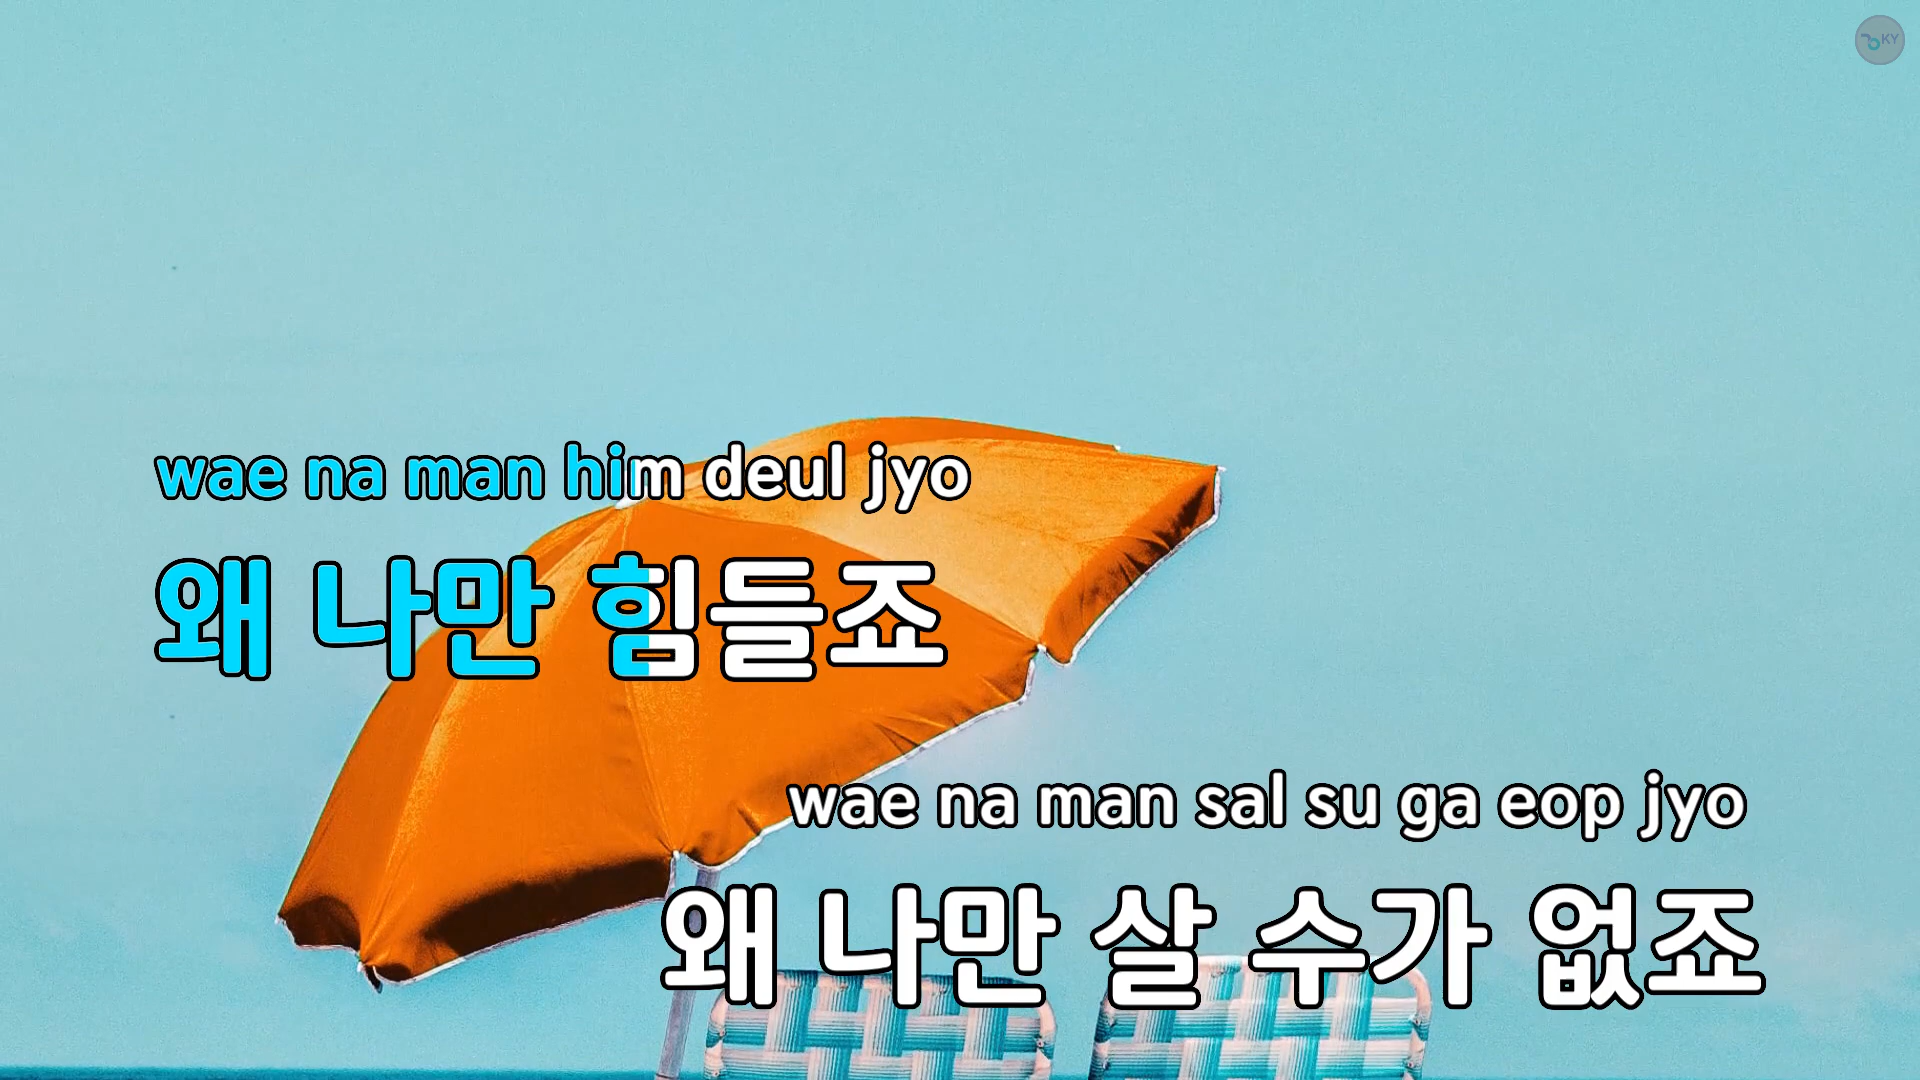 KY
wae na man him deul jyo
왜 나만 힘들죠
wae na man sal su ga eop jyo
왜 나만 살 수가 없죠